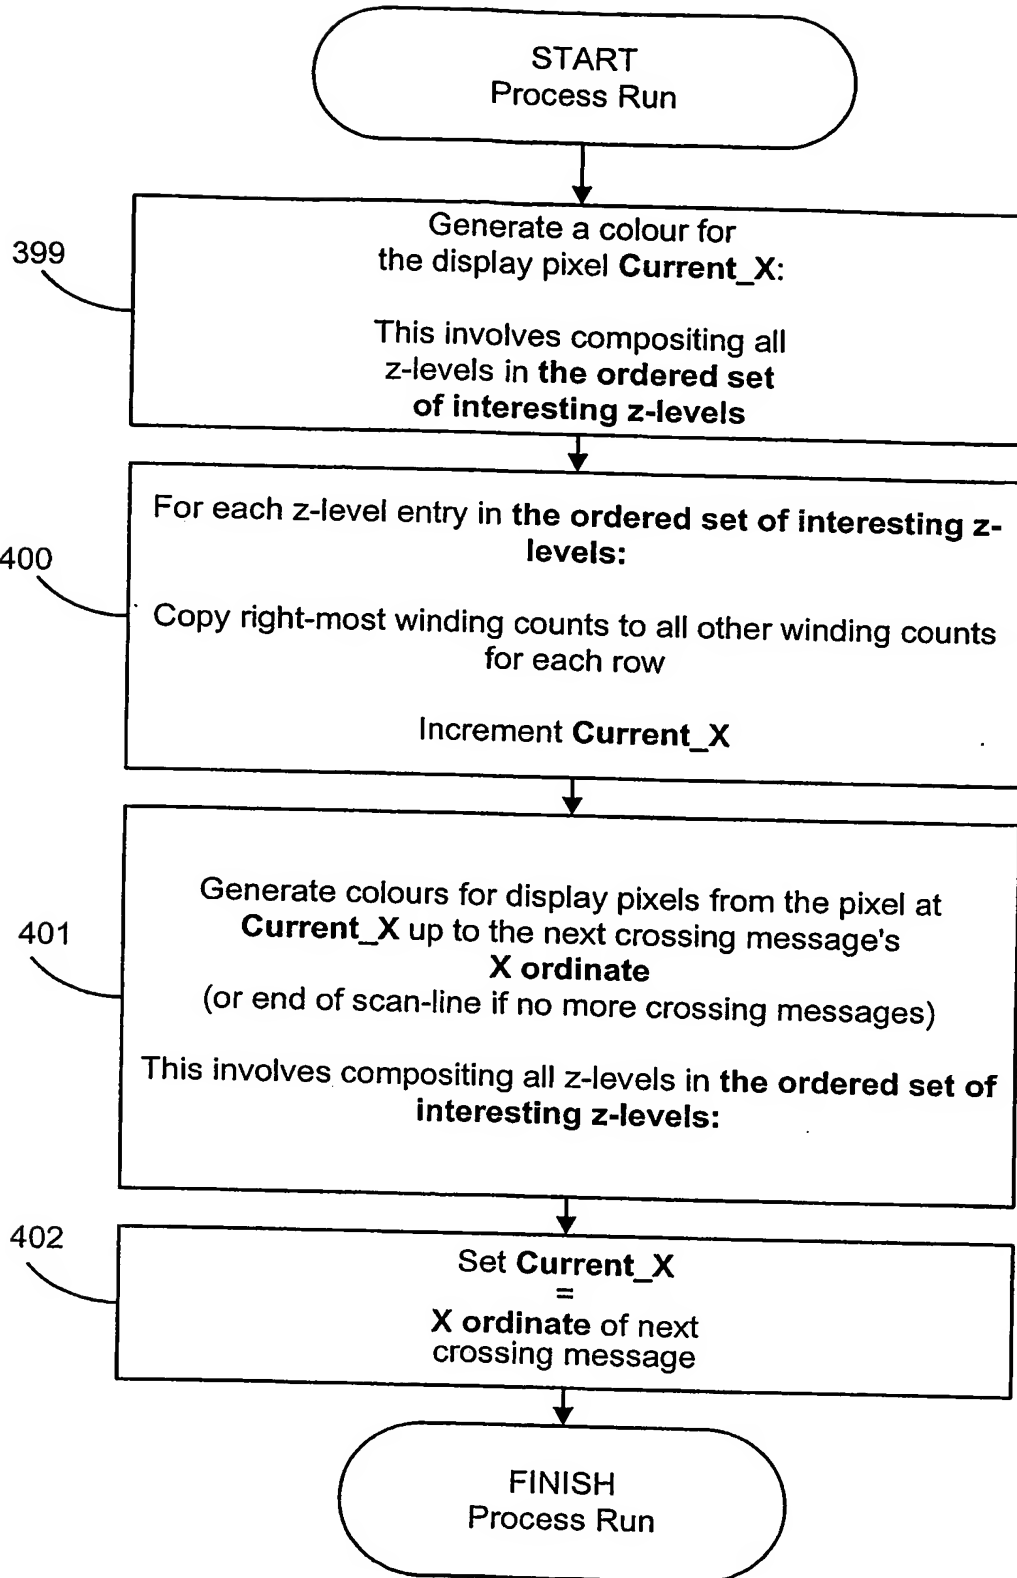 START
Process Run
399
Generate a colour for
the display pixel Current_X:
This involves compositing all
z-levels in the ordered set
of interesting z-levels
400
For each z-level entry in the ordered set of interesting z-
levels:
Copy right-most winding counts to all other winding counts
for each row
Increment Current_X
401
Generate colours for display pixels from the pixel at
Current_X up to the next crossing message's
X ordinate
(or end of scan-line if no more crossing messages)
This involves compositing all z-levels in the ordered set of
interesting z-levels:
402
Set Current_X
=
X ordinate of next
crossing message
FINISH
Process Run